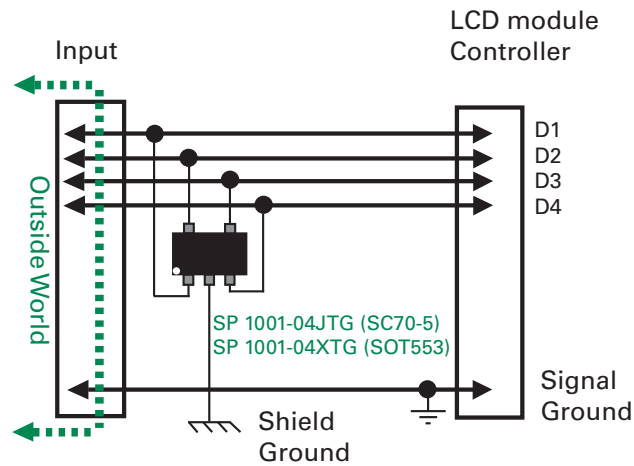 LCD module
Controller
Input
D1
D2
D3
D4
Outside World
SP 1001-04JTG (SC70-5)
SP 1001-04XTG (SOT553)
Signal
Ground
Shield
Ground